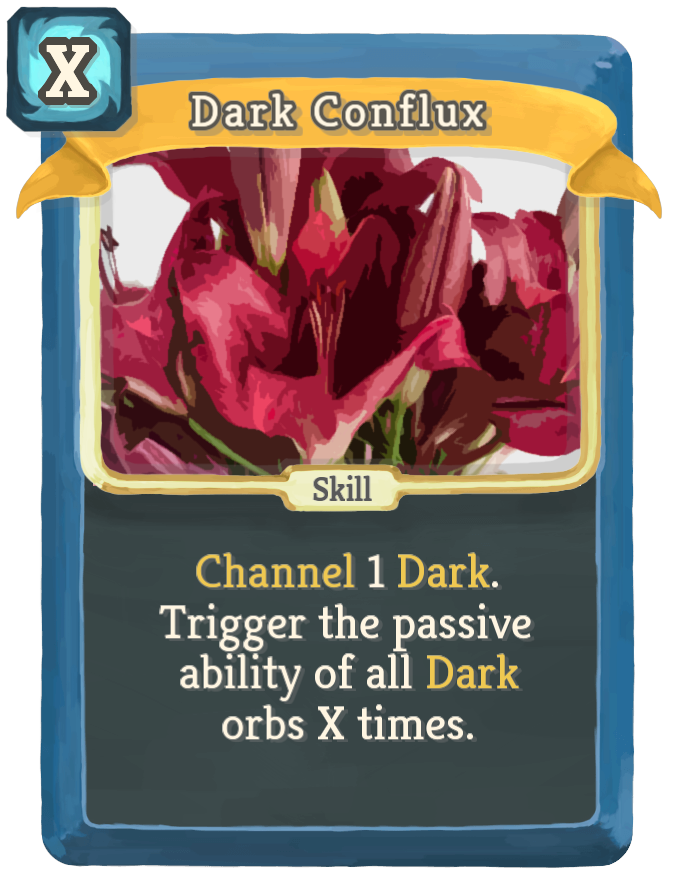 X
Dark Conflux
Skill
Channel 1 Dark.
Trigger the passive
ability of all Dark
orbs X times.